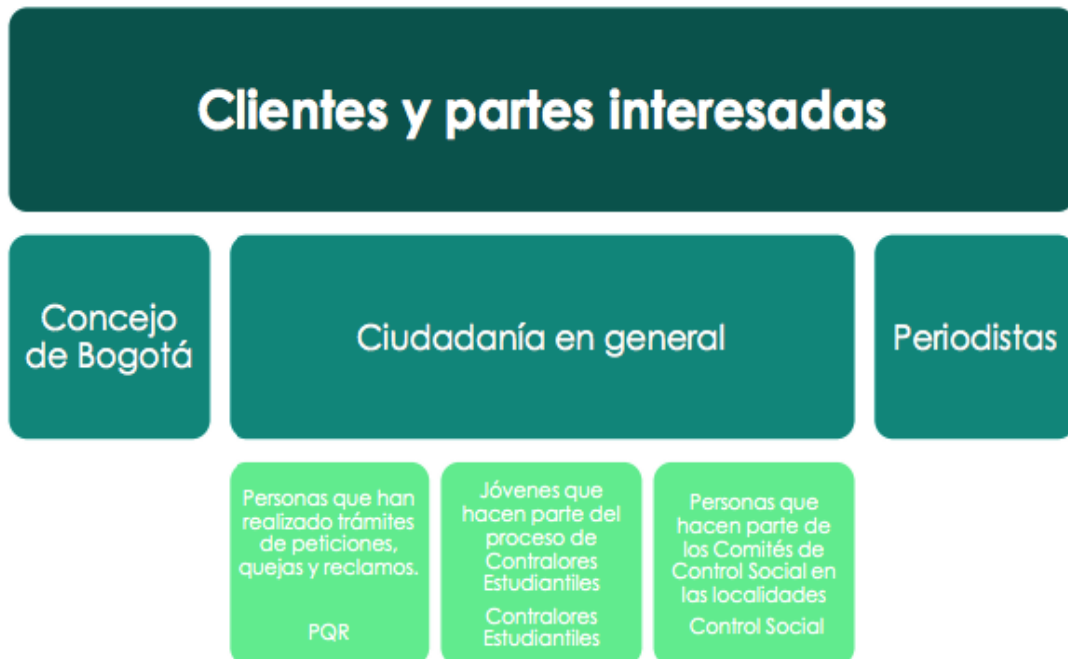 Clientes y partes interesadas
Concejo
de Bogotá
Ciudadanía en general
Periodistas
Personas que han
realizado trámites
de peticiones,
quejas y reclamos.
PQR
Jóvenes que
hacen parte del
proceso de
Contralores
Estudiantiles
Contralores
Estudiantiles
Personas que
hacen parte de
los Comités de
Control Social en
las localidades
Control Social